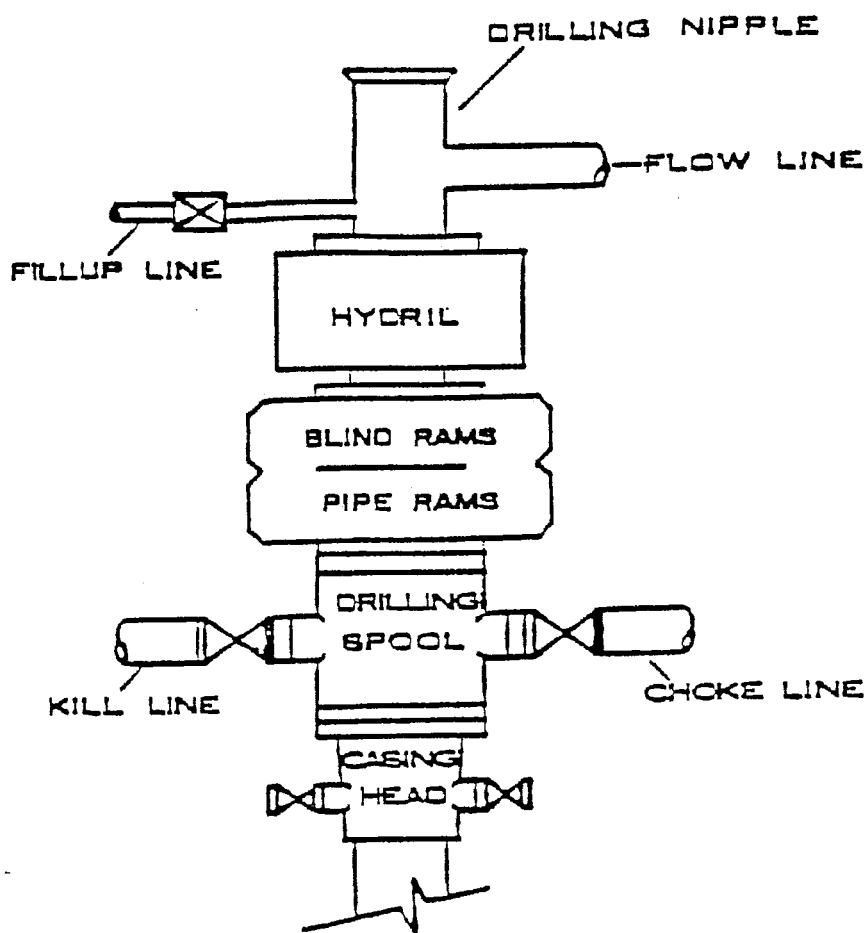 DRILLING NIPPLE
FLOW LINE
FILLUP LINE
HYDRIL
BLIND RAMS
PIPE RAMS
DRILLING
SPOOL
KILL LINE
CHOKE LINE
CASING
HEAD